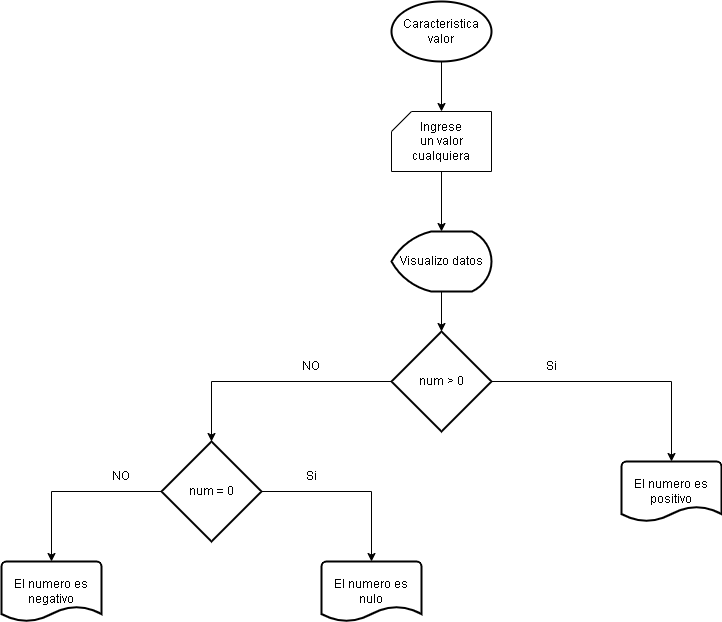 Caracteristica
valor
Ingrese
un valor
cualquiera
Visualizo datos
NO
Si
num > 0
NO
Si
num = 0
El numero es
positivo
El numero es
negativo
El numero es
nulo